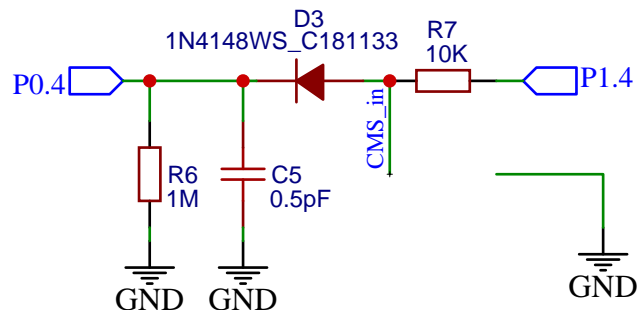 D3
1N4148WS_C181133
R7
10K
P0.4
P1.4
CMS_in
R6
1M
C5
0.5pF
GND
GND
GND